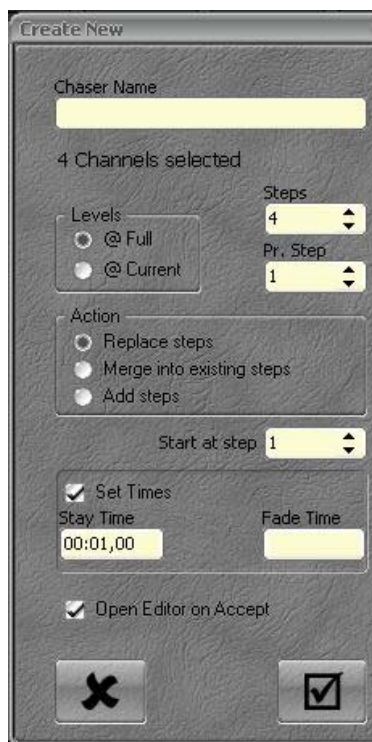 Create New
Chaser Name
4 Channels selected
Steps
4
Levels
@ Full
@ Current
Pr. Step
1
Action
Replace steps
Merge into existing steps
Add steps
Start at step 1
Set Times
Stay Time Fade Time
00:01,00
Open Editor on Accept